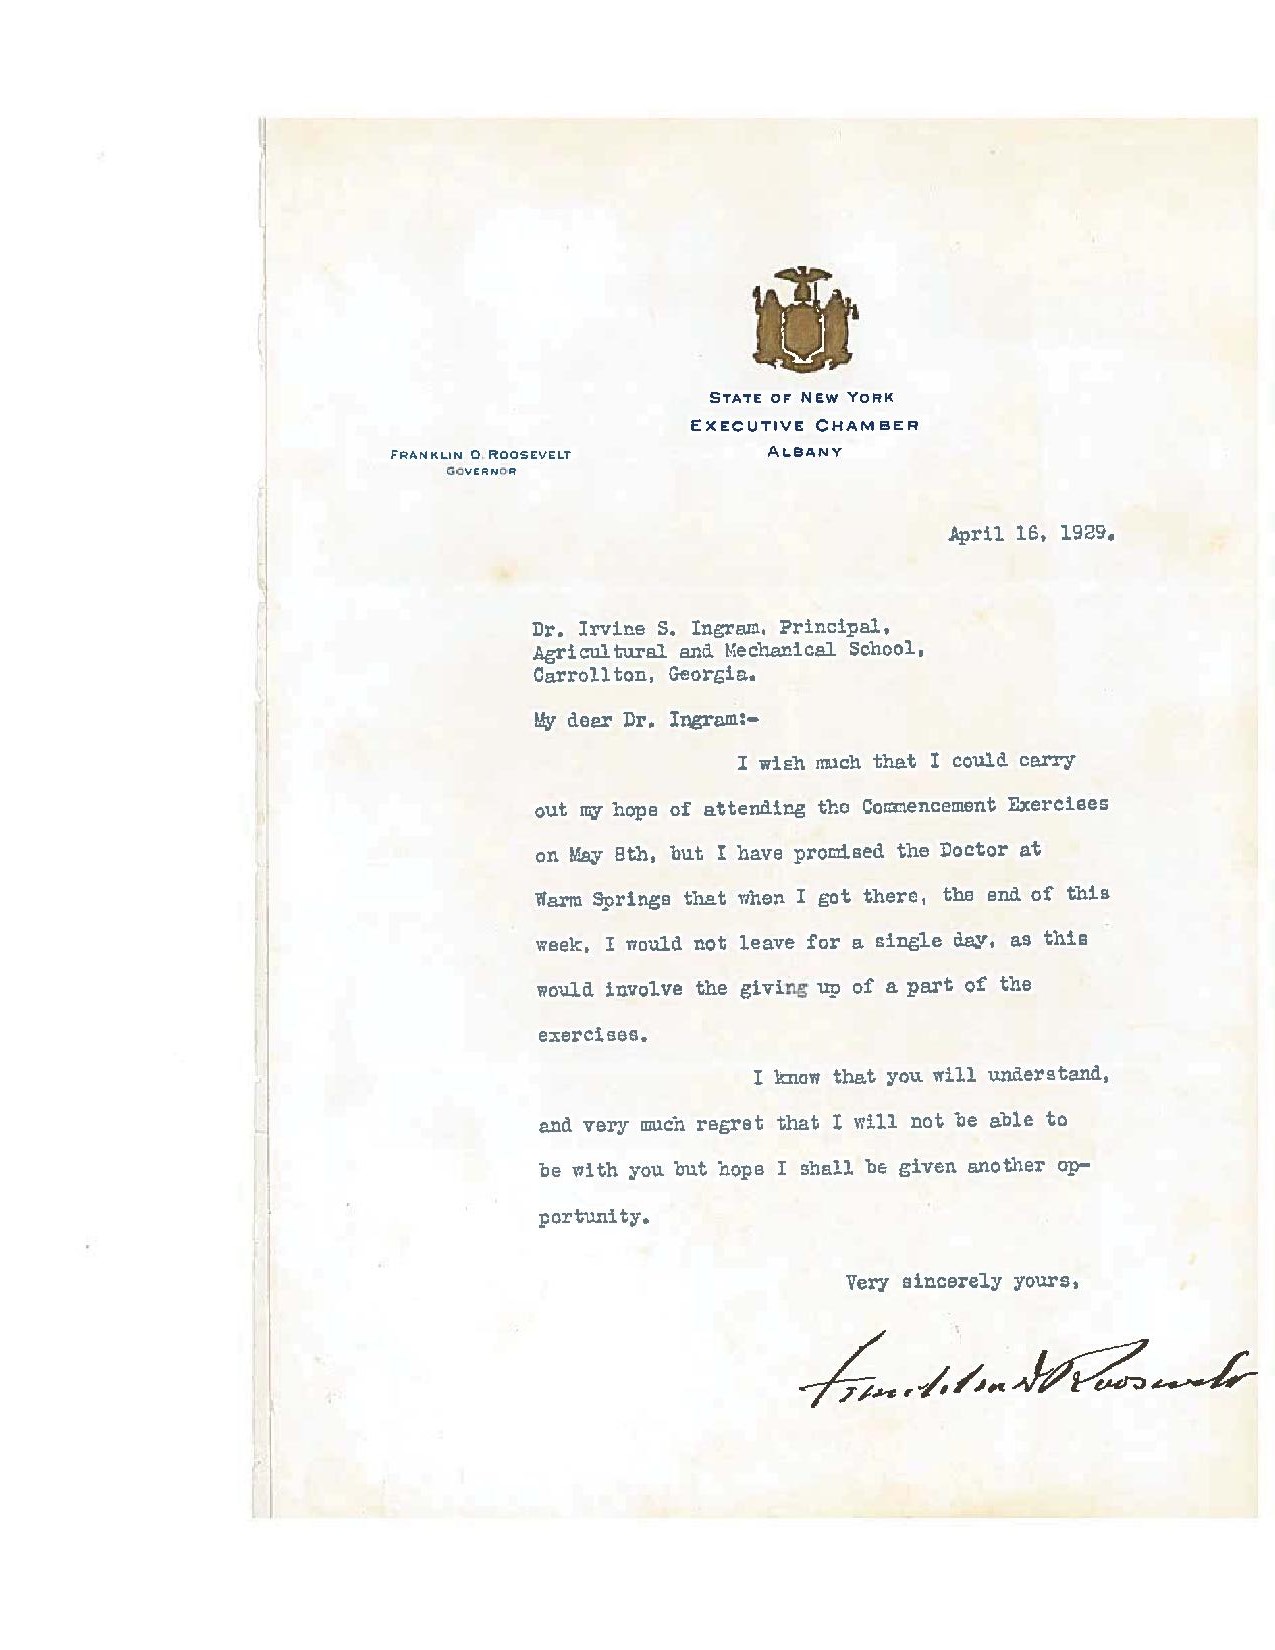 STATE OF NEW YORK
EXECUTIVE CHAMBER
ALBANY
FRANKLIN D. ROOSEVELT
GOVERNOR
April 16, 1929.
Dr. Irvine S. Ingram, Principal,
Agricultural and Mechanical School,
Carrollton, Georgia.
My dear Dr. Ingram:-
I wish much that I could carry
out my hope of attending the Commencement Exercises
on May 8th, but I have promised the Doctor at
Warm Springs that when I got there, the end of this
week, I would not leave for a single day, as this
would involve the giving up of a part of the
exercises.
I know that you will understand,
and very much regret that I will not be able to
be with you but hope I shall be given another op-
portunity.
Very sincerely yours,
Franklin D Roosevelt